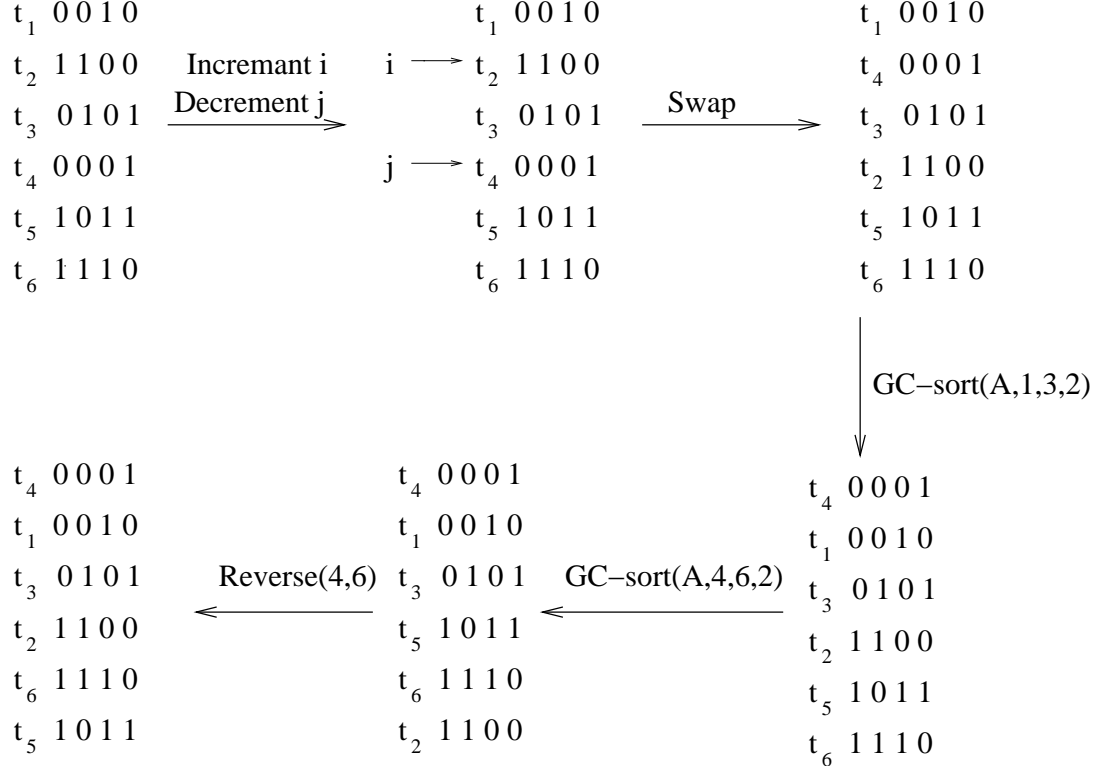 t1 0 0 1 0
t2 1 1 0 0
t3 0 1 0 1
t4 0 0 0 1
t5 1 0 1 1
t6 1 1 1 0
Incremant i
Decrement j
i
j
t1 0 0 1 0
t2 1 1 0 0
t3 0 1 0 1
t4 0 0 0 1
t5 1 0 1 1
t6 1 1 1 0
Swap
t1 0 0 1 0
t4 0 0 0 1
t3 0 1 0 1
t2 1 1 0 0
t5 1 0 1 1
t6 1 1 1 0
GC−sort(A,1,3,2)
t4 0 0 0 1
t1 0 0 1 0
t3 0 1 0 1
t2 1 1 0 0
t5 1 0 1 1
t6 1 1 1 0
GC−sort(A,4,6,2)
t4 0 0 0 1
t1 0 0 1 0
t3 0 1 0 1
t5 1 0 1 1
t6 1 1 1 0
t2 1 1 0 0
Reverse(4,6)
t4 0 0 0 1
t1 0 0 1 0
t3 0 1 0 1
t2 1 1 0 0
t6 1 1 1 0
t5 1 0 1 1